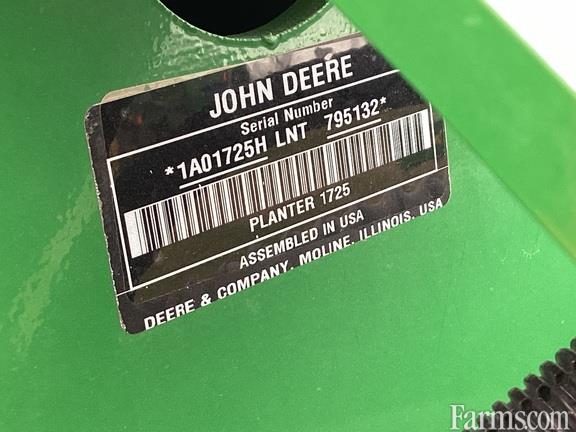 JOHN DEERE
Serial Number
*1A01725H LNT 795132*
PLANTER 1725
ASSEMBLED IN USA
DEERE & COMPANY, MOLINE, ILLINOIS, USA
Farms.com